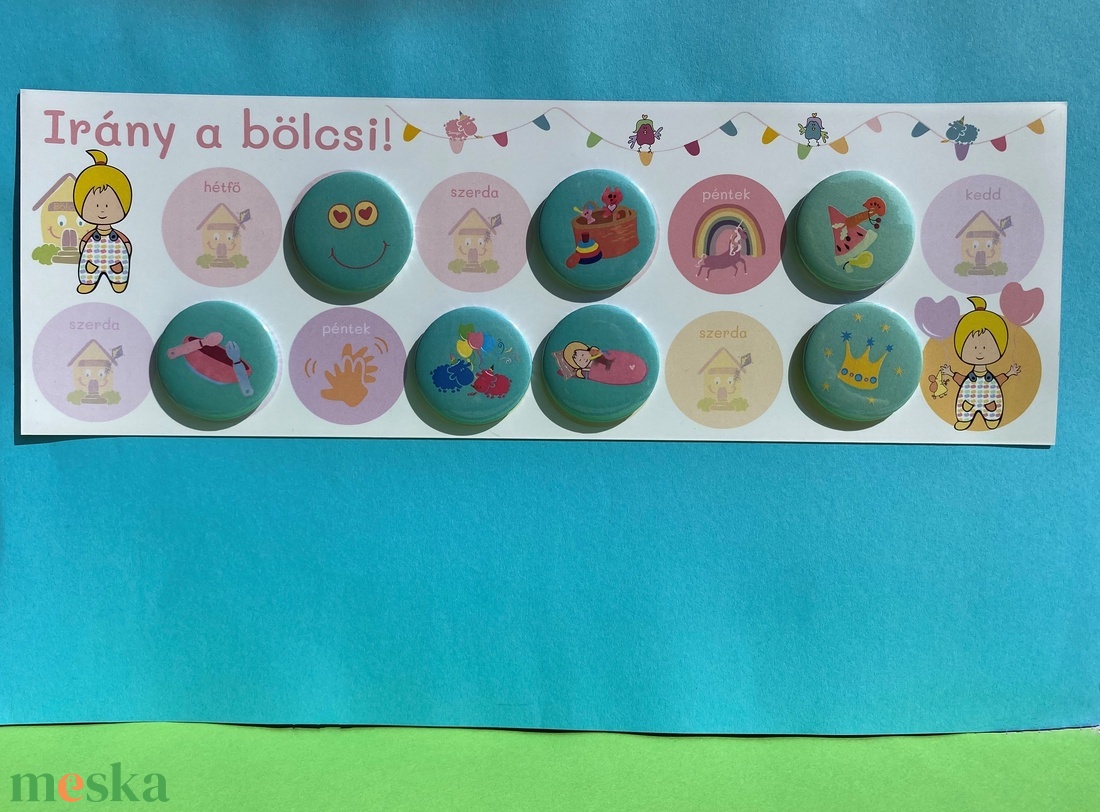 Irány a bölcsi!
hétfő
szerda
péntek
kedd
szerda
péntek
szerda
meska